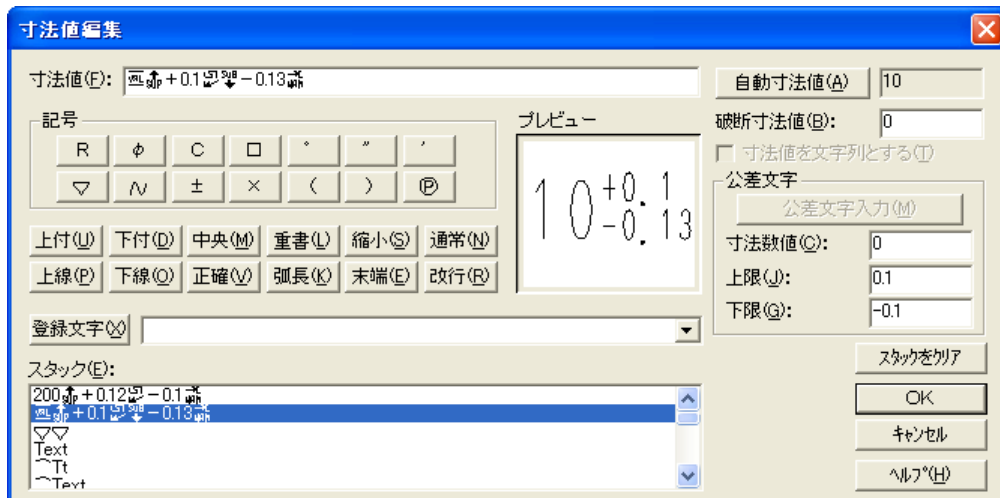 寸法値編集
寸法値(F): +0.1 -0.13
自動寸法値(A) 10
破断寸法値(B): 0
寸法値を文字列とする(T)
記号
R φ C □ ° ″ ′
▽ ∿ ± × ( ) Ⓟ
プレビュー
10 +0.1
-0.13
公差文字
公差文字入力(M)
寸法数値(C): 0
上限(J): 0.1
下限(G): -0.1
上付(U) 下付(D) 中央(M) 重書(L) 縮小(S) 通常(N)
上線(P) 下線(O) 正確(V) 弧長(K) 末端(E) 改行(R)
登録文字(X)
スタック(E):
200 +0.12 -0.1
+0.1 -0.13
▽▽
Text
⌒Tt
⌒Text
スタックをクリア
OK
キャンセル
ヘルプ(H)